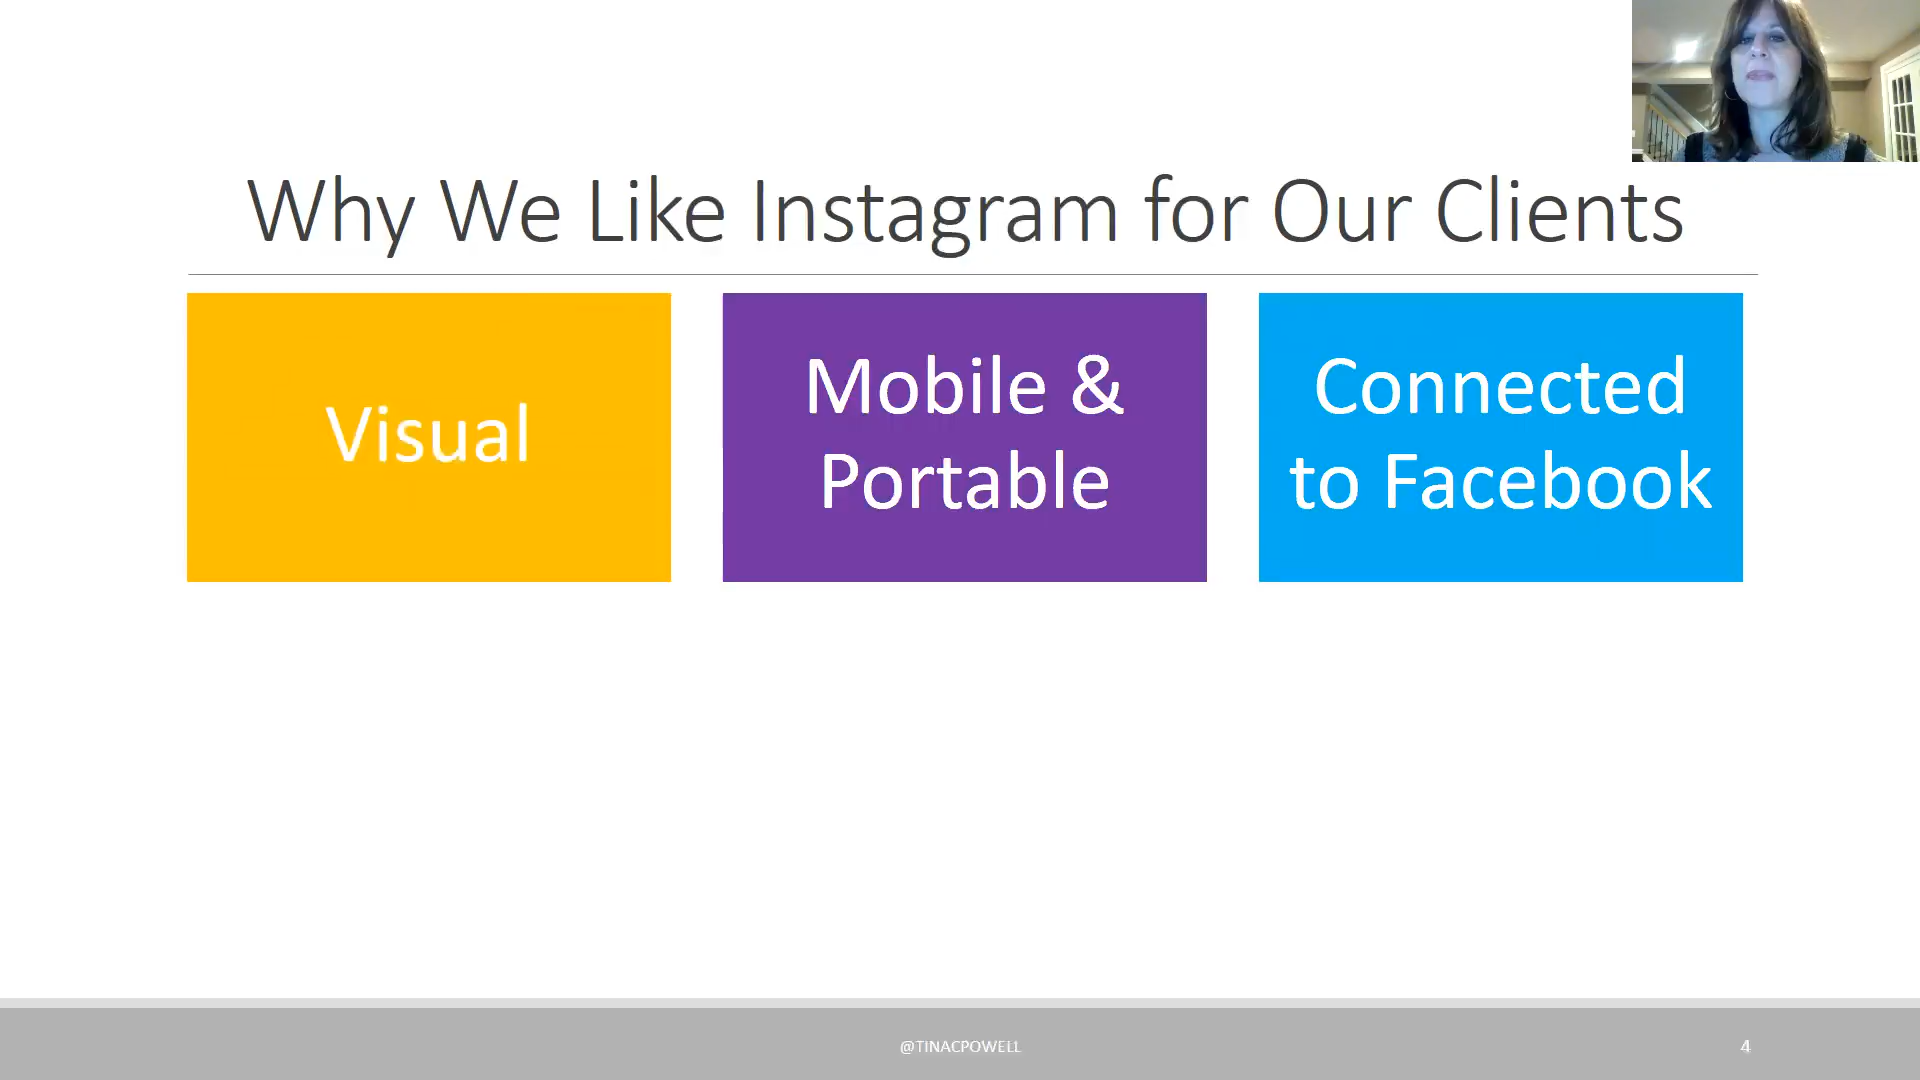 Why We Like Instagram for Our Clients
Visual
Mobile &
Portable
Connected
to Facebook
@TINACPOWELL
4